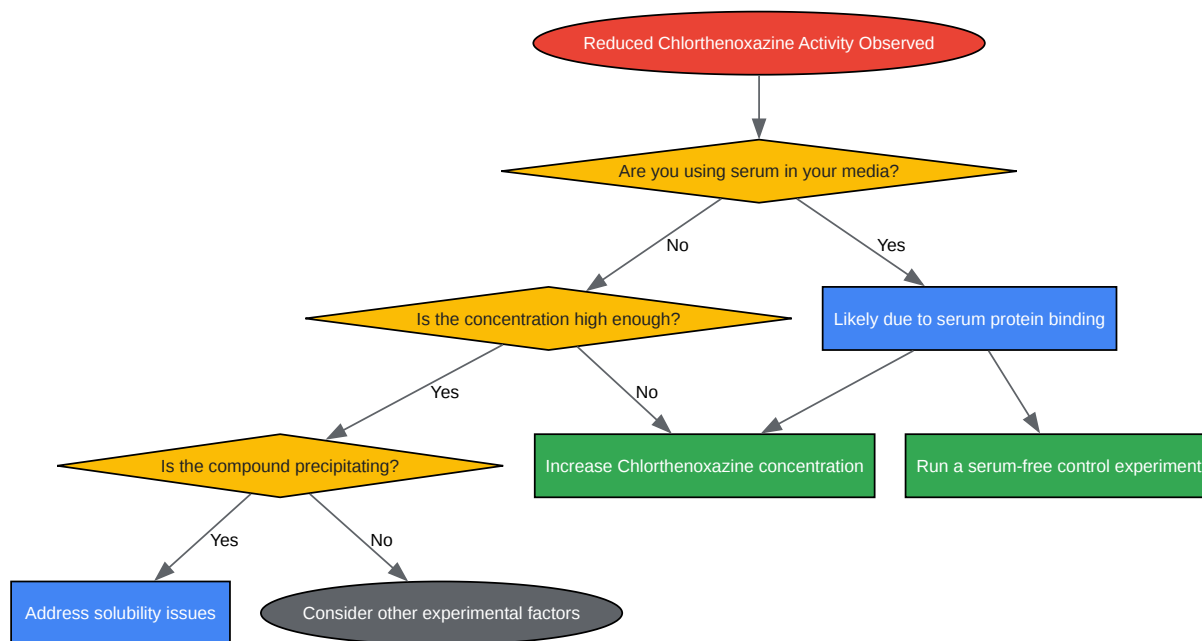 Reduced Chlorthenoxazine Activity Observed
Are you using serum in your media?
No
Yes
Is the concentration high enough?
Likely due to serum protein binding
Yes
No
Is the compound precipitating?
Increase Chlorthenoxazine concentration
Run a serum-free control experiment
Yes
No
Address solubility issues
Consider other experimental factors